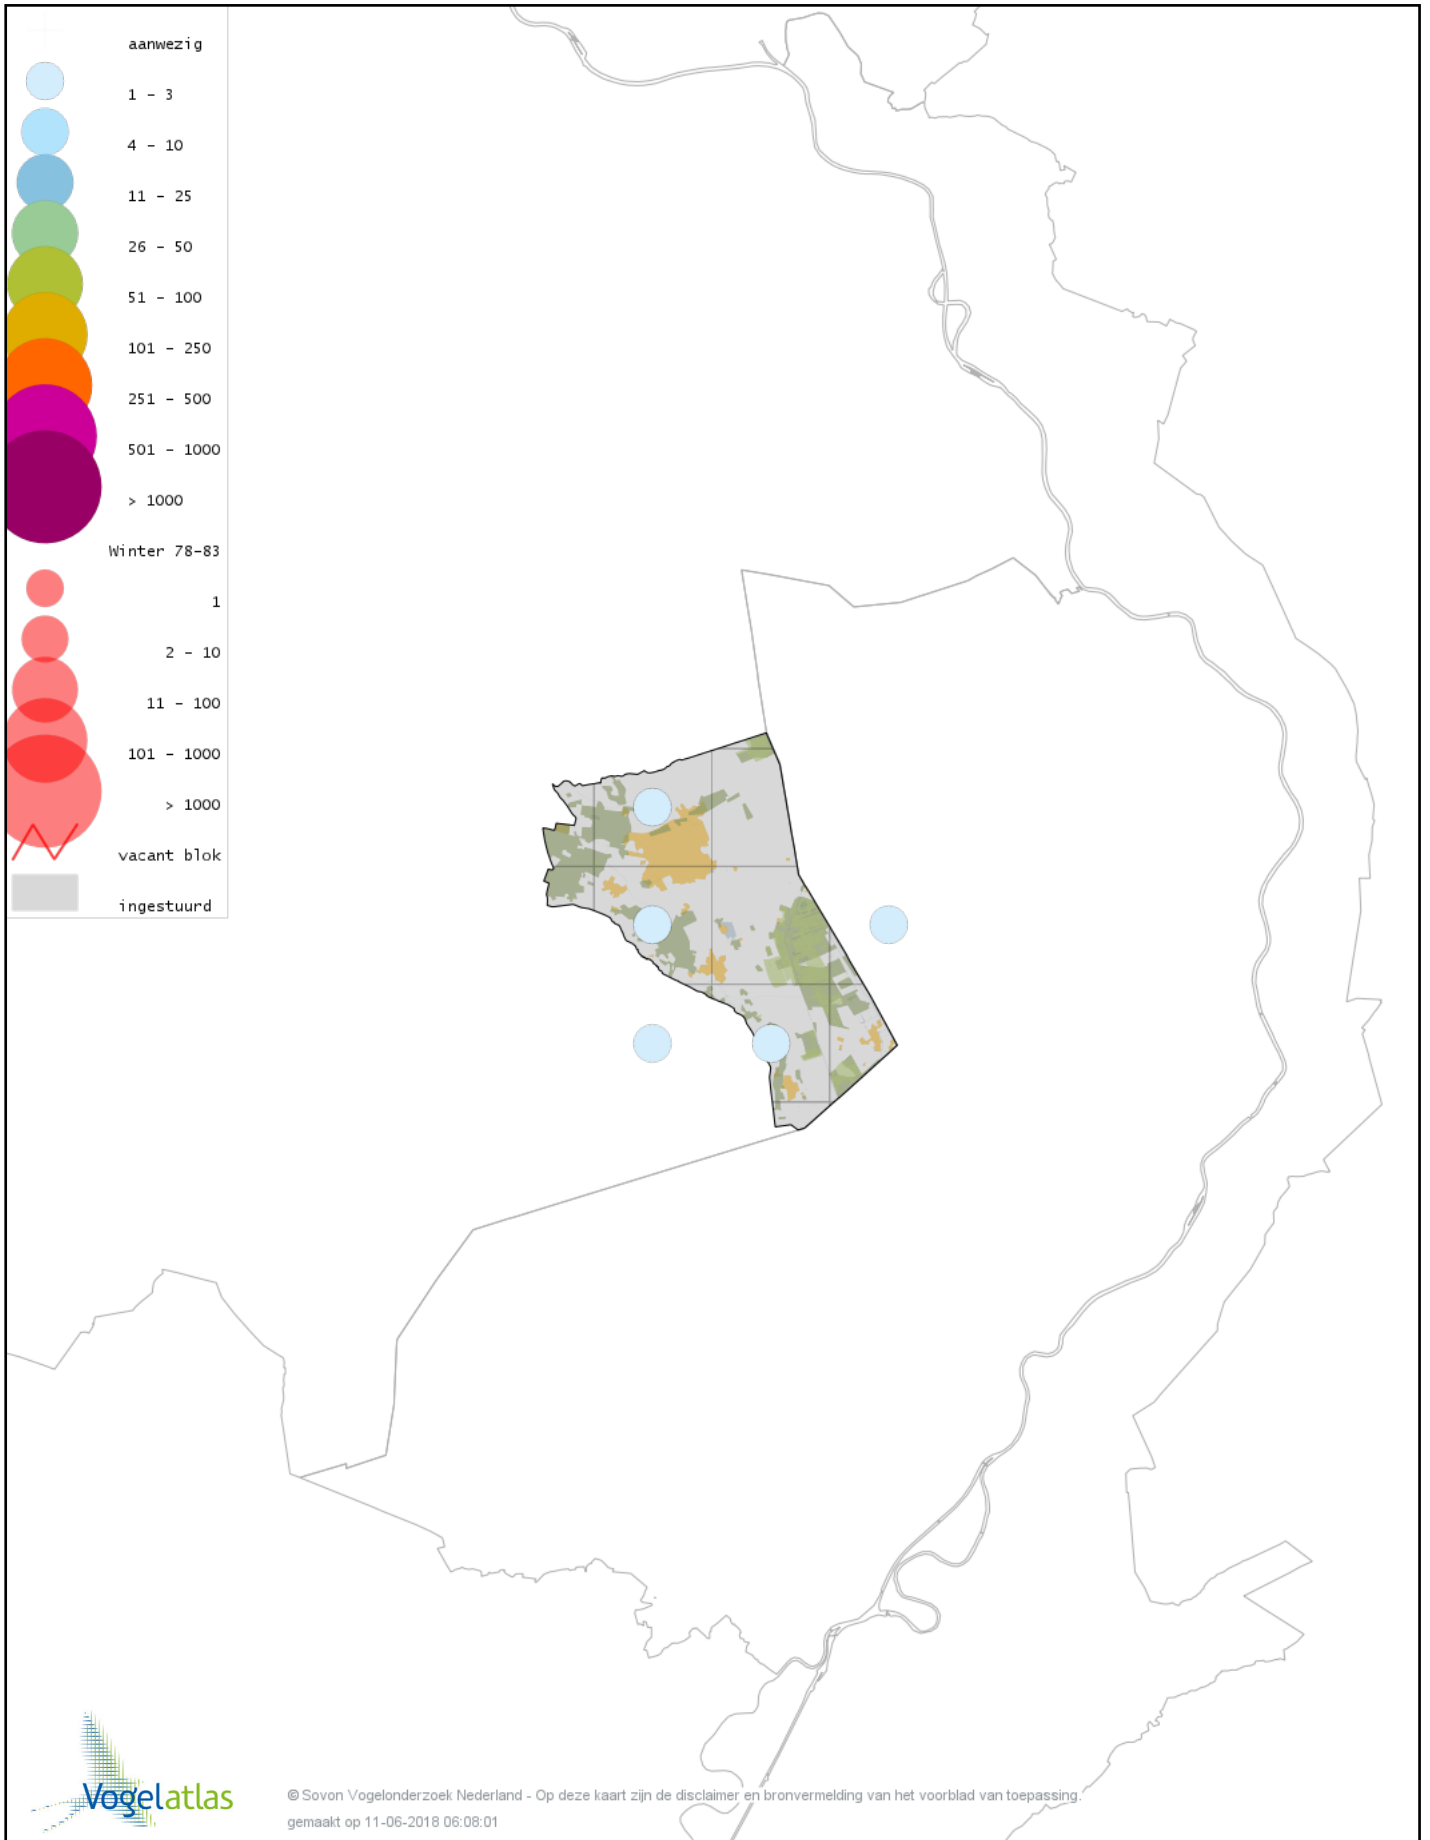 aanwezig
1 - 3
4 - 10
11 - 25
26 - 50
51 - 100
101 - 250
251 - 500
501 - 1000
> 1000
Winter 78-83
1
2 - 10
11 - 100
101 - 1000
> 1000
vacant blok
ingestuurd
Vogelatlas
© Sovon Vogelonderzoek Nederland - Op deze kaart zijn de disclaimer en bronvermelding van het voorblad van toepassing.
gemaakt op 11-06-2018 06:08:01